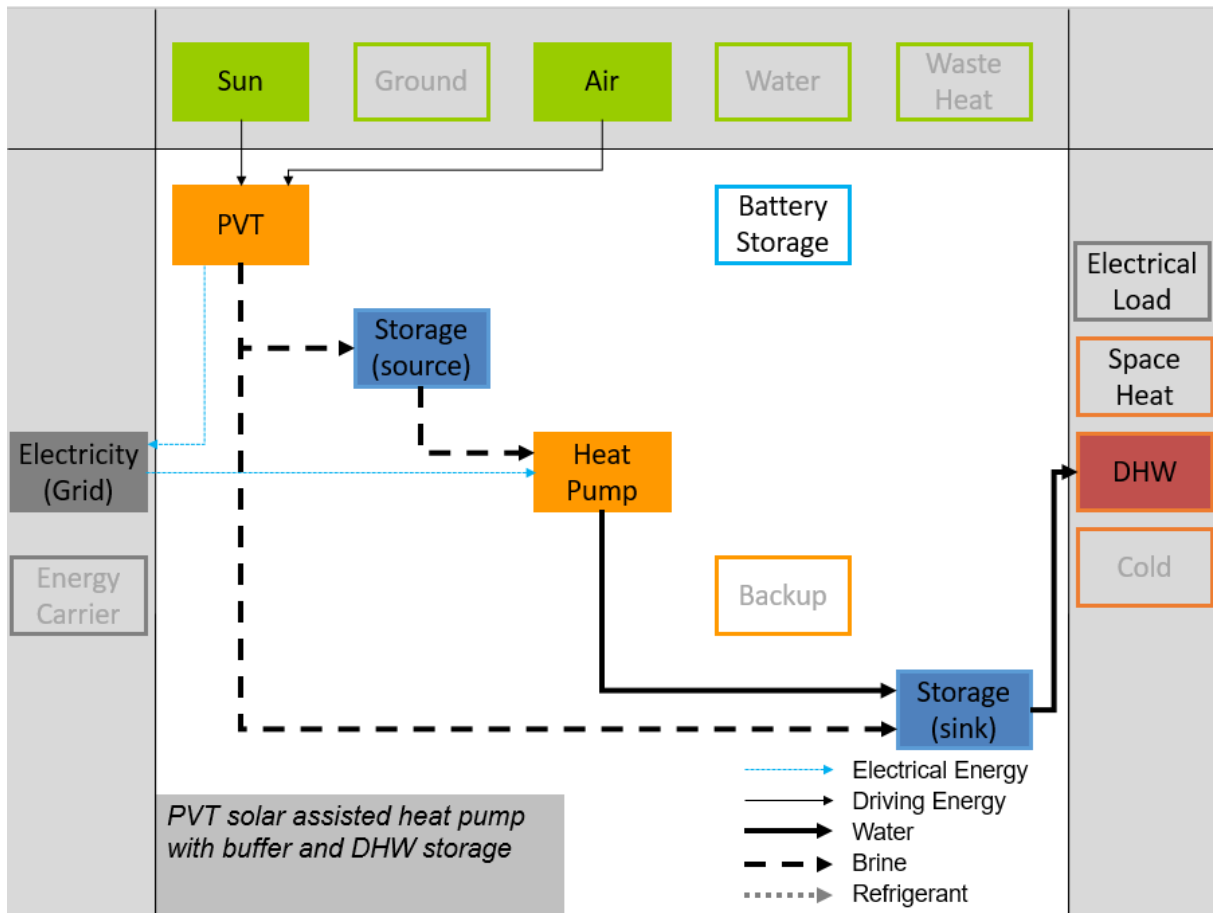 Sun
Ground
Air
Water
Waste
Heat
PVT
Battery
Storage
Electrical
Load
Storage
(source)
Space
Heat
Electricity
(Grid)
Heat
Pump
DHW
Energy
Carrier
Backup
Cold
Storage
(sink)
Electrical Energy
Driving Energy
Water
Brine
Refrigerant
PVT solar assisted heat pump
with buffer and DHW storage